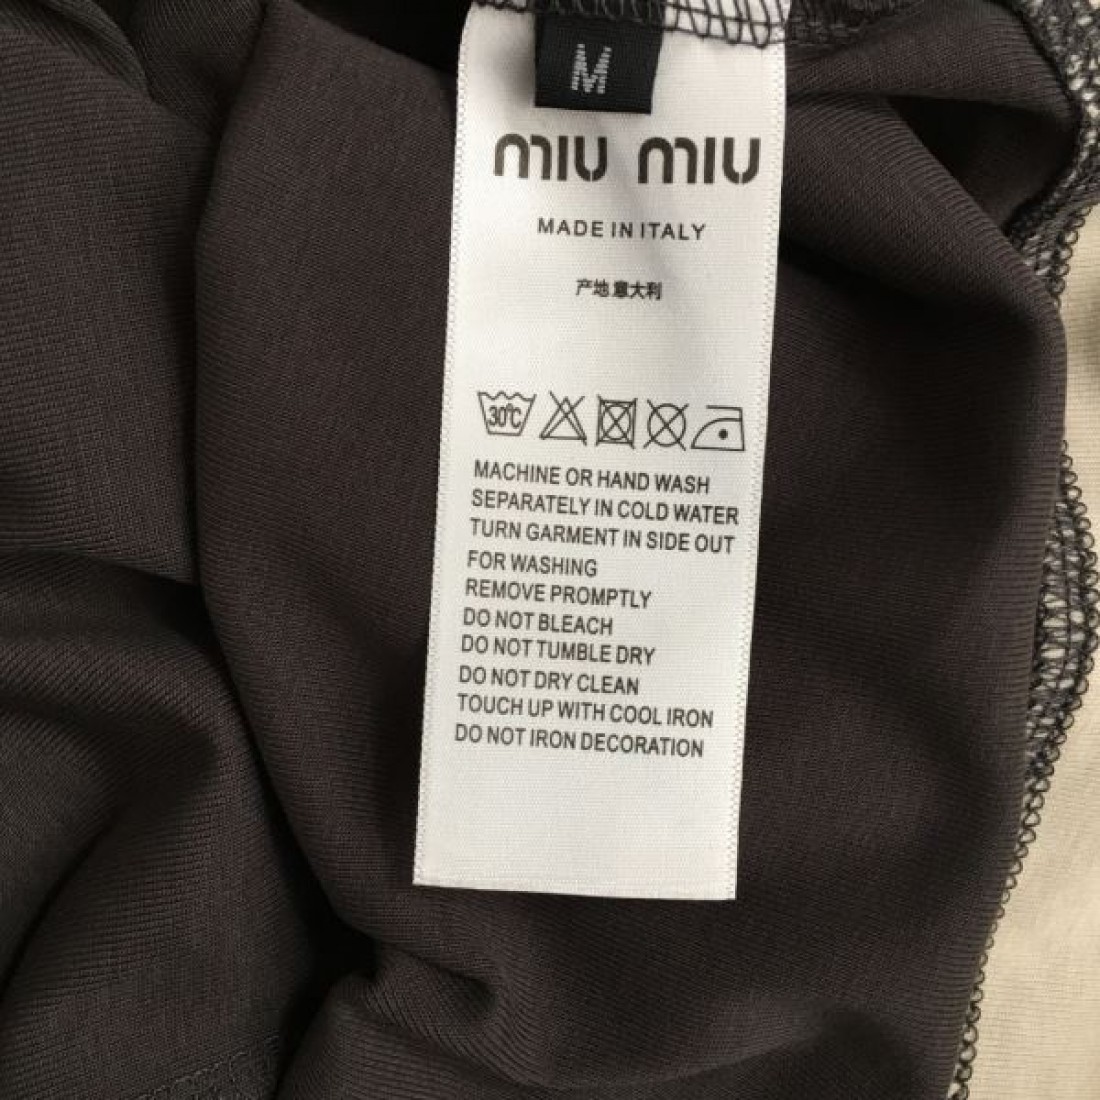 M
miu miu
MADE IN ITALY
产地意大利
30℃
MACHINE OR HAND WASH
SEPARATELY IN COLD WATER
TURN GARMENT IN SIDE OUT
FOR WASHING
REMOVE PROMPTLY
DO NOT BLEACH
DO NOT TUMBLE DRY
DO NOT DRY CLEAN
TOUCH UP WITH COOL IRON
DO NOT IRON DECORATION